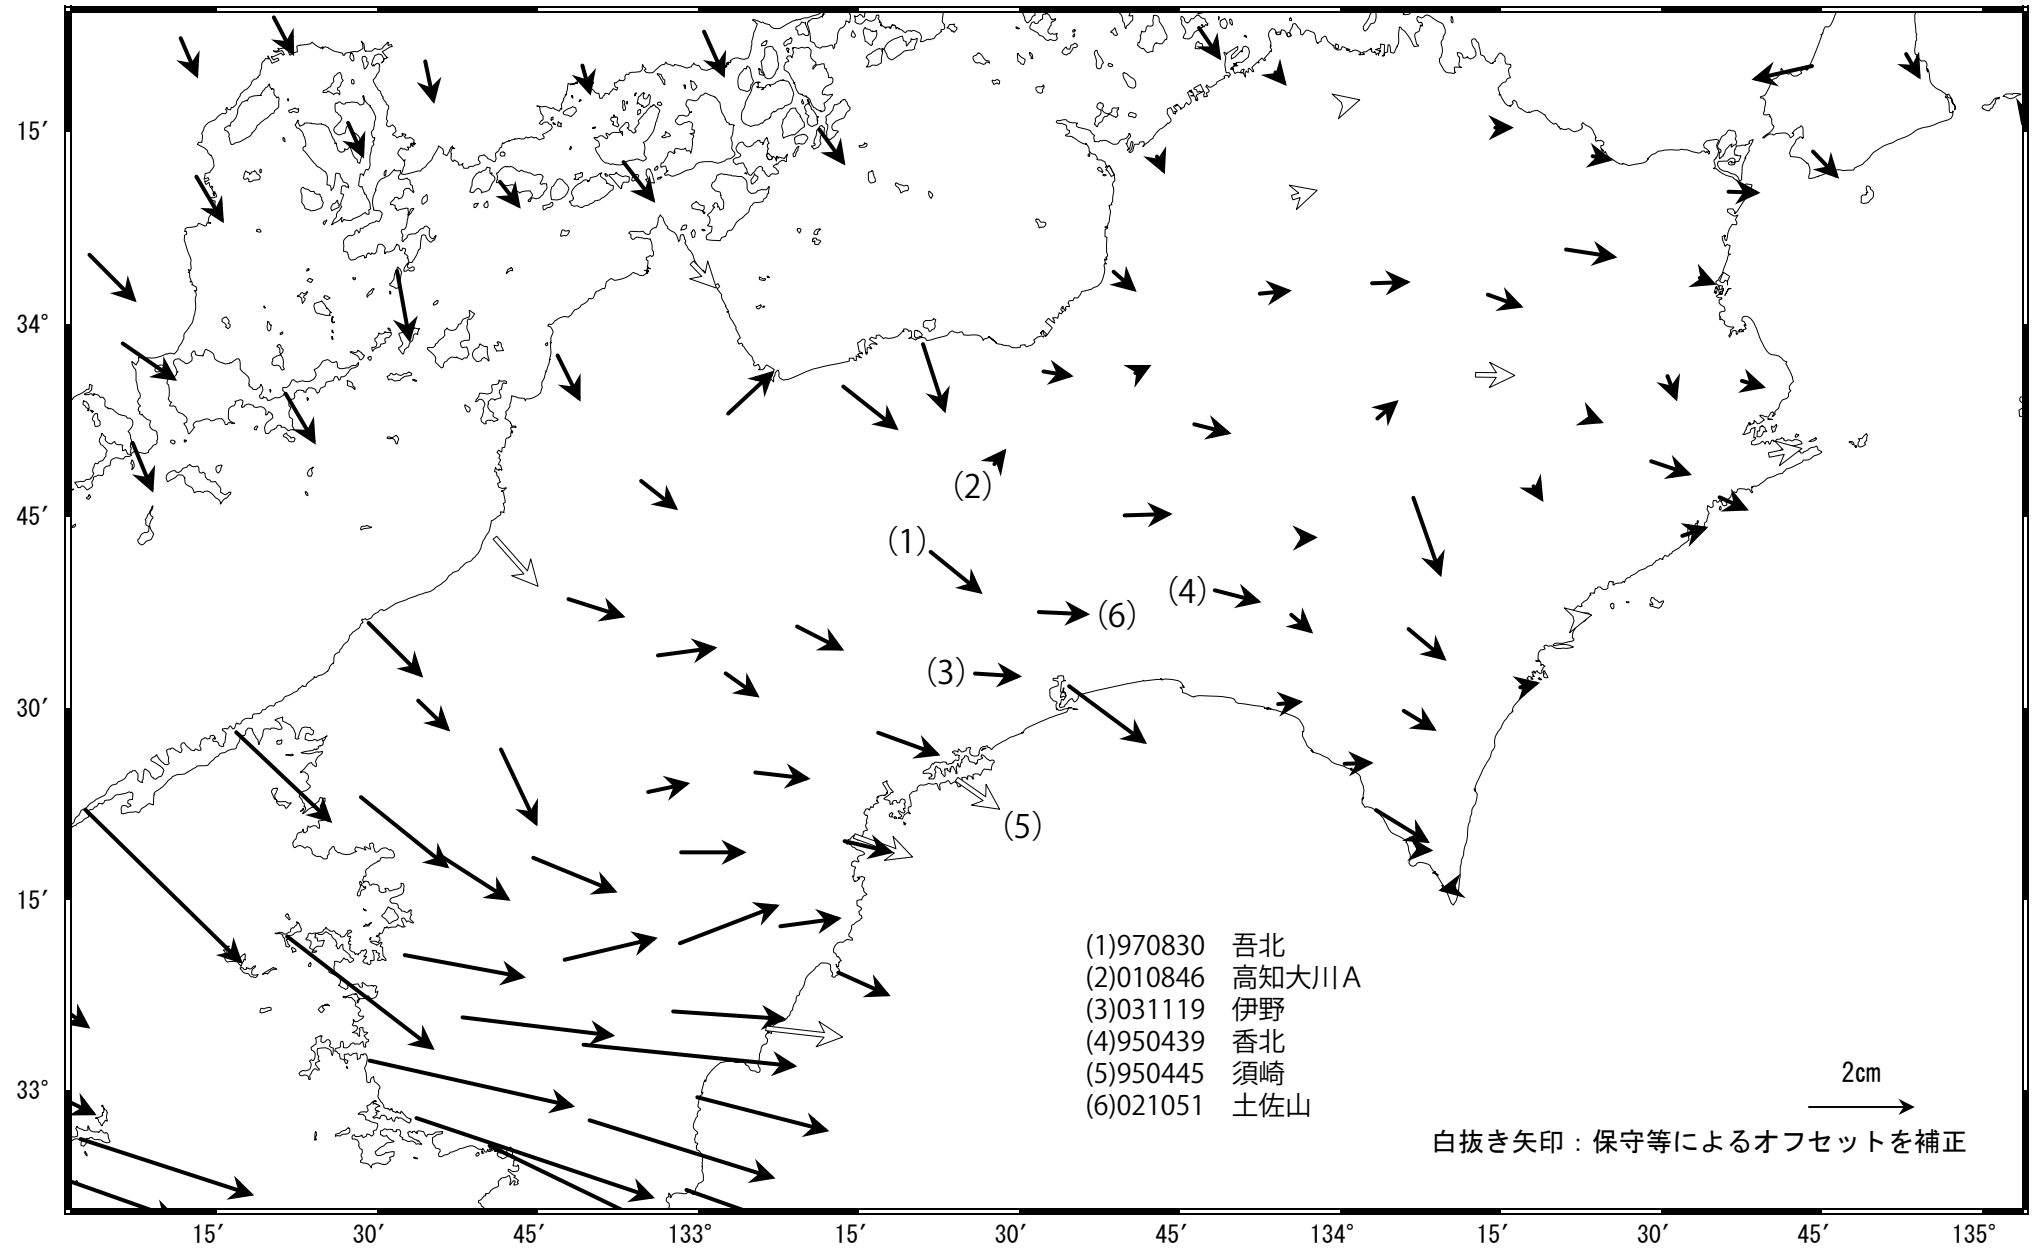 15′
34°
(2)
45′
(1)
(4)
(6)
(3)
30′
(5)
15′
(1)970830 吾北
(2)010846 高知大川A
(3)031119 伊野
(4)950439 香北
(5)950445 須崎
(6)021051 土佐山
33°
2cm
白抜き矢印：保守等によるオフセットを補正
15′ 30′ 45′ 133° 15′ 30′ 45′ 134° 15′ 30′ 45′ 135°